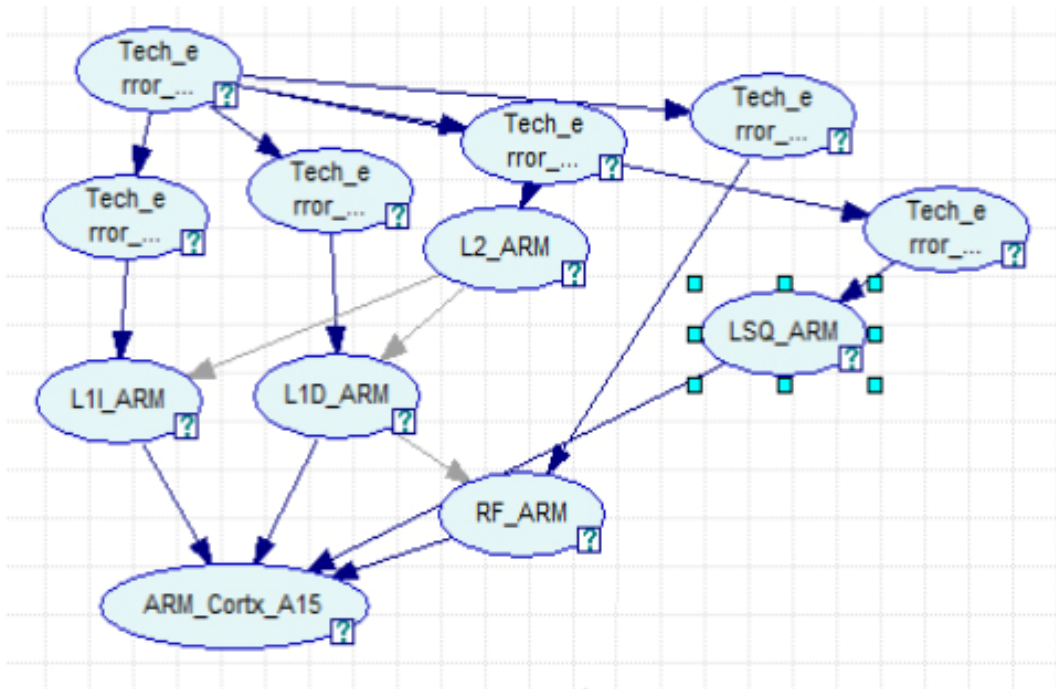 Tech_e
rror_...
?
Tech_e
rror_...
?
Tech_e
rror_...
?
Tech_e
rror_...
?
Tech_e
rror_...
?
Tech_e
rror_...
?
L2_ARM
?
LSQ_ARM
?
L1I_ARM
?
L1D_ARM
?
RF_ARM
?
ARM_Cortx_A15
?